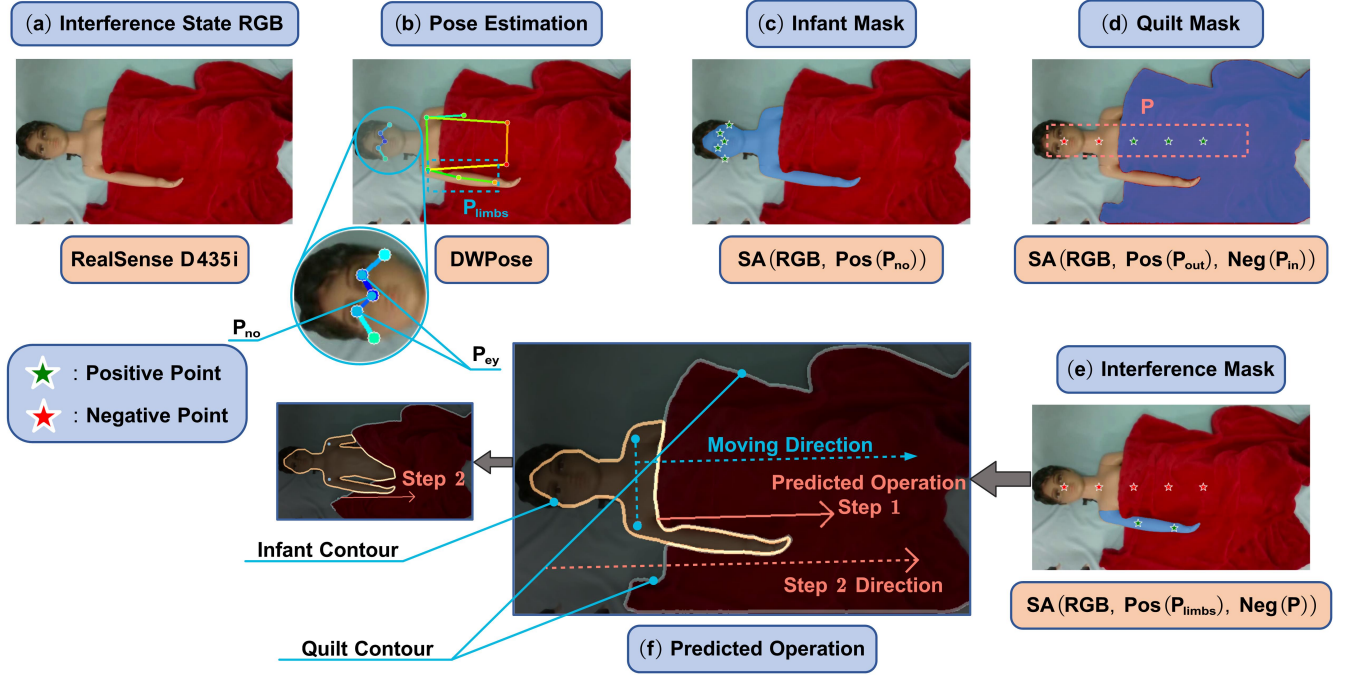 (a) Interference State RGB
(b) Pose Estimation
(c) Infant Mask
(d) Quilt Mask
P
P_limbs
RealSense D435i
DWPose
SA(RGB, Pos(P_no))
SA(RGB, Pos(P_out), Neg(P_in))
P_no
P_ey
: Positive Point
: Negative Point
(e) Interference Mask
Moving Direction
Predicted Operation
Step 1
Step 2
Step 2 Direction
Infant Contour
Quilt Contour
SA(RGB, Pos(P_limbs), Neg(P))
(f) Predicted Operation